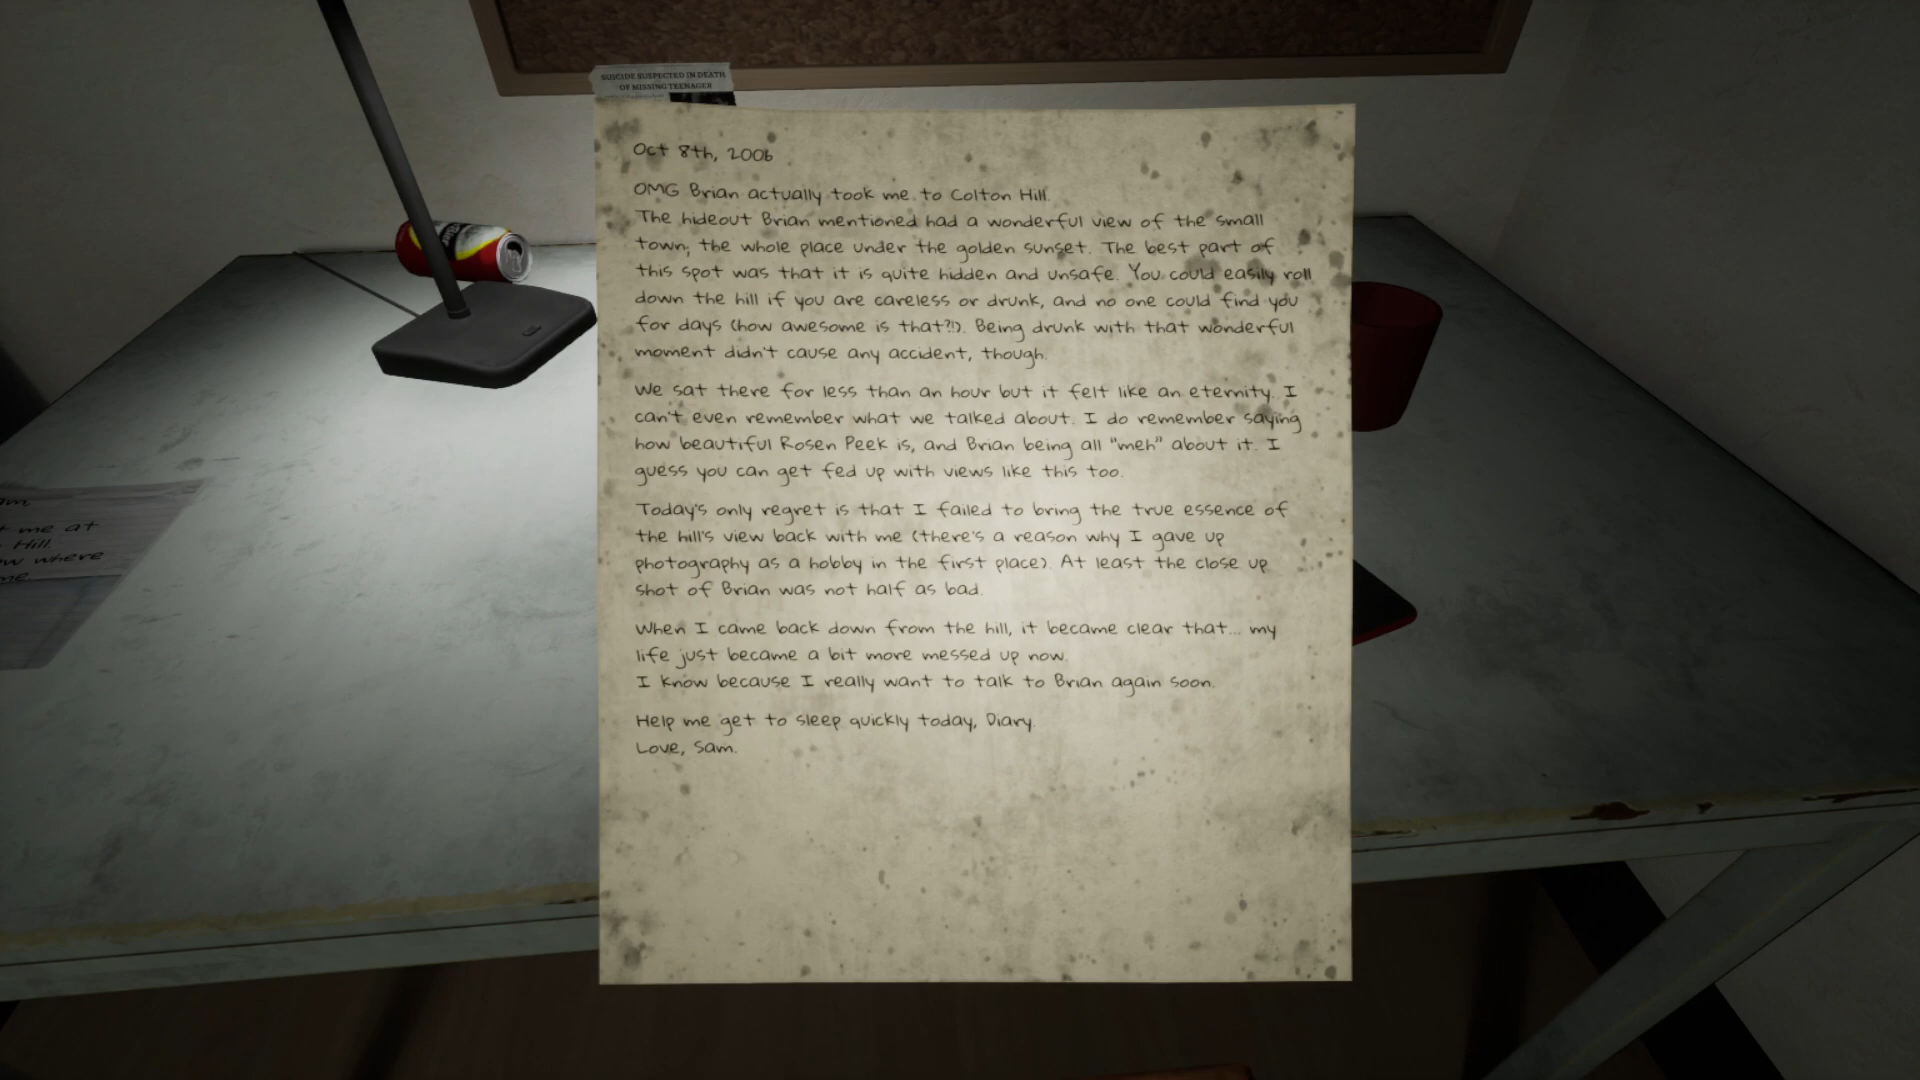 SUICIDE SUSPECTED IN DEATH
OF MISSING TEENAGER
Oct 8th, 2006
OMG Brian actually took me to Colton Hill.
The hideout Brian mentioned had a wonderful view of the small
town; the whole place under the golden sunset. The best part of
this spot was that it is quite hidden and unsafe. You could easily roll
down the hill if you are careless or drunk, and no one could find you
for days (how awesome is that?!). Being drunk with that wonderful
moment didn't cause any accident, though.
We sat there for less than an hour but it felt like an eternity. I
can't even remember what we talked about. I do remember saying
how beautiful Rosen Peek is, and Brian being all "meh" about it. I
guess you can get fed up with views like this too.
Today's only regret is that I failed to bring the true essence of
the hill's view back with me (there's a reason why I gave up
photography as a hobby in the first place). At least the close up
shot of Brian was not half as bad.
When I came back down from the hill, it became clear that... my
life just became a bit more messed up now.
I know because I really want to talk to Brian again soon.
Help me get to sleep quickly today, Diary.
Love, Sam.
me at
Hill.
where
me